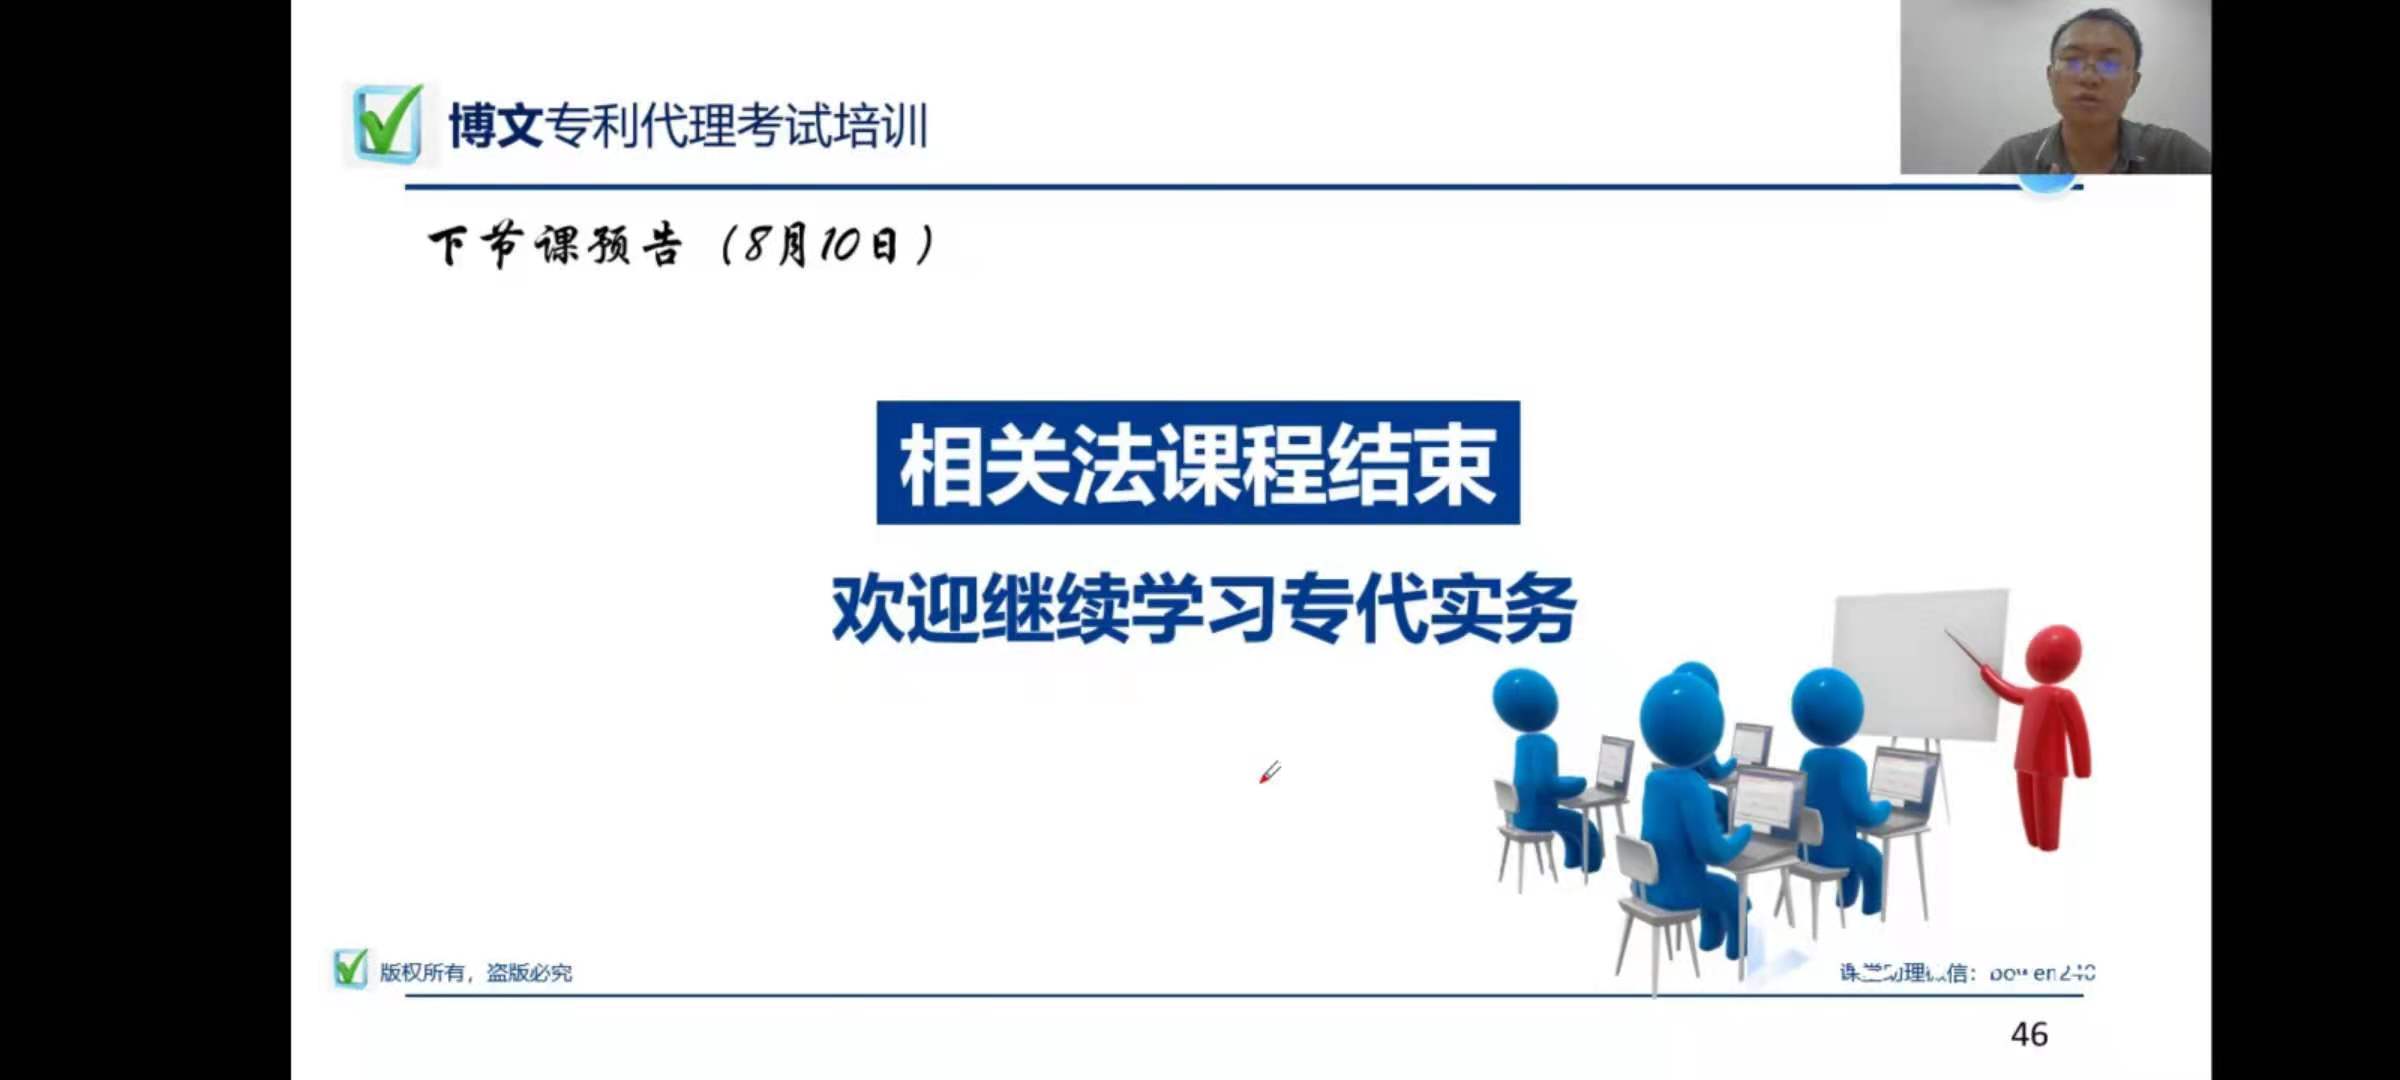 博文专利代理考试培训
下节课预告（8月10日）
相关法课程结束
欢迎继续学习专代实务
版权所有，盗版必究
课堂助理微信：
46